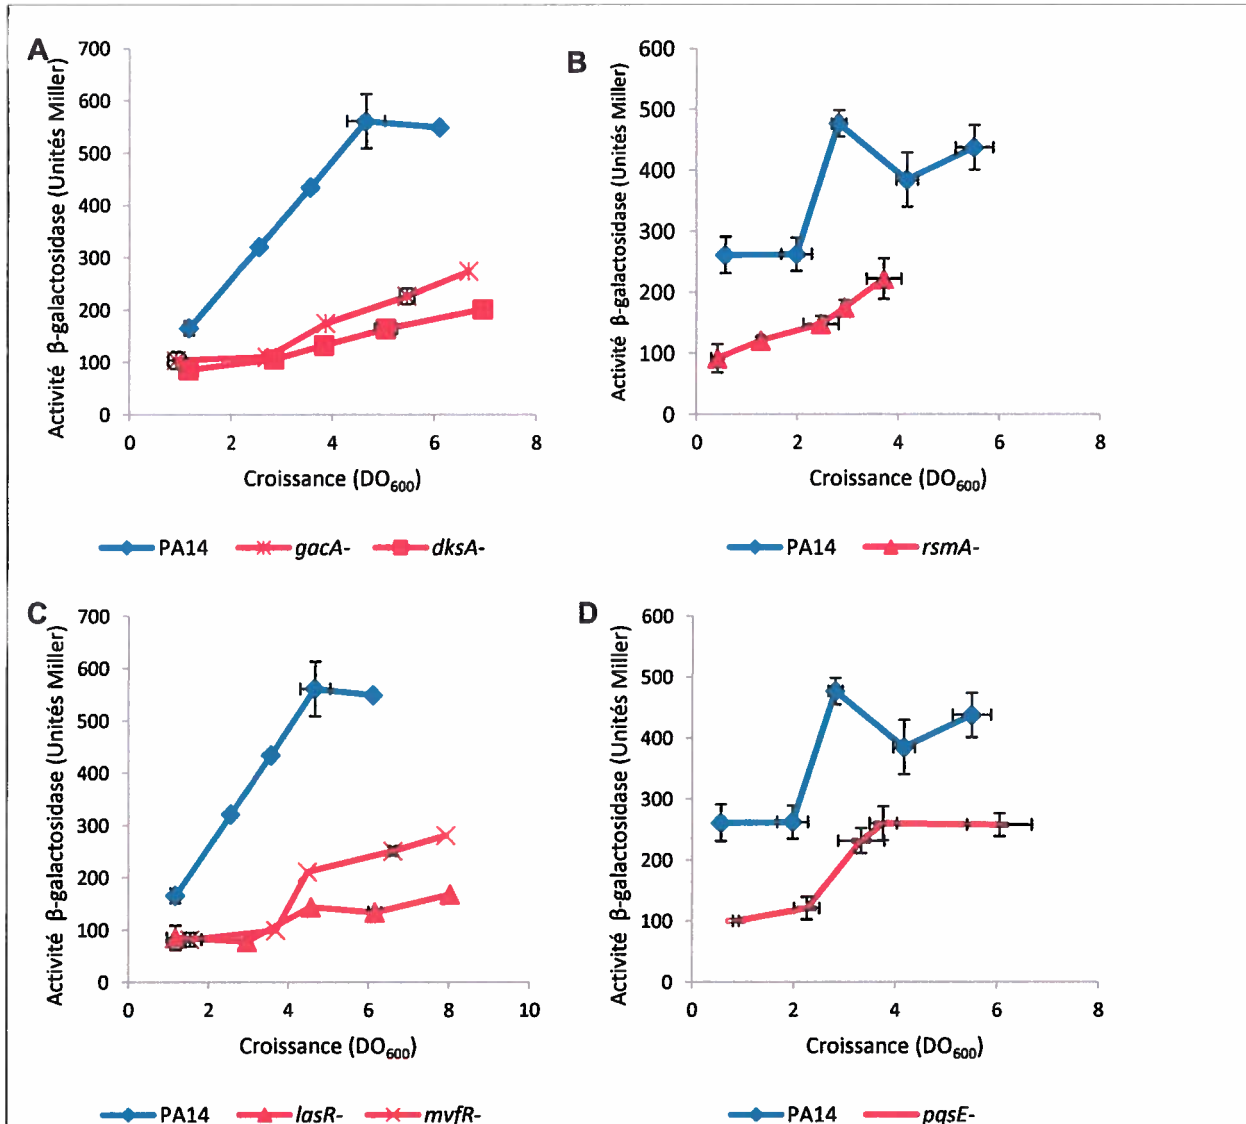 A
Activité β-galactosidase (Unités Miller)
700
600
500
400
300
200
100
0
0 2 4 6 8
Croissance (DO600)
PA14 gacA- dksA-
B
Activité β-galactosidase (Unités Miller)
600
500
400
300
200
100
0
0 2 4 6 8
Croissance (DO600)
PA14 rsmA-
C
Activité β-galactosidase (Unités Miller)
700
600
500
400
300
200
100
0
0 2 4 6 8 10
Croissance (DO600)
PA14 lasR- mvfR-
D
Activité β-galactosidase (Unités Miller)
600
500
400
300
200
100
0
0 2 4 6 8
Croissance (DO600)
PA14 pqsE-